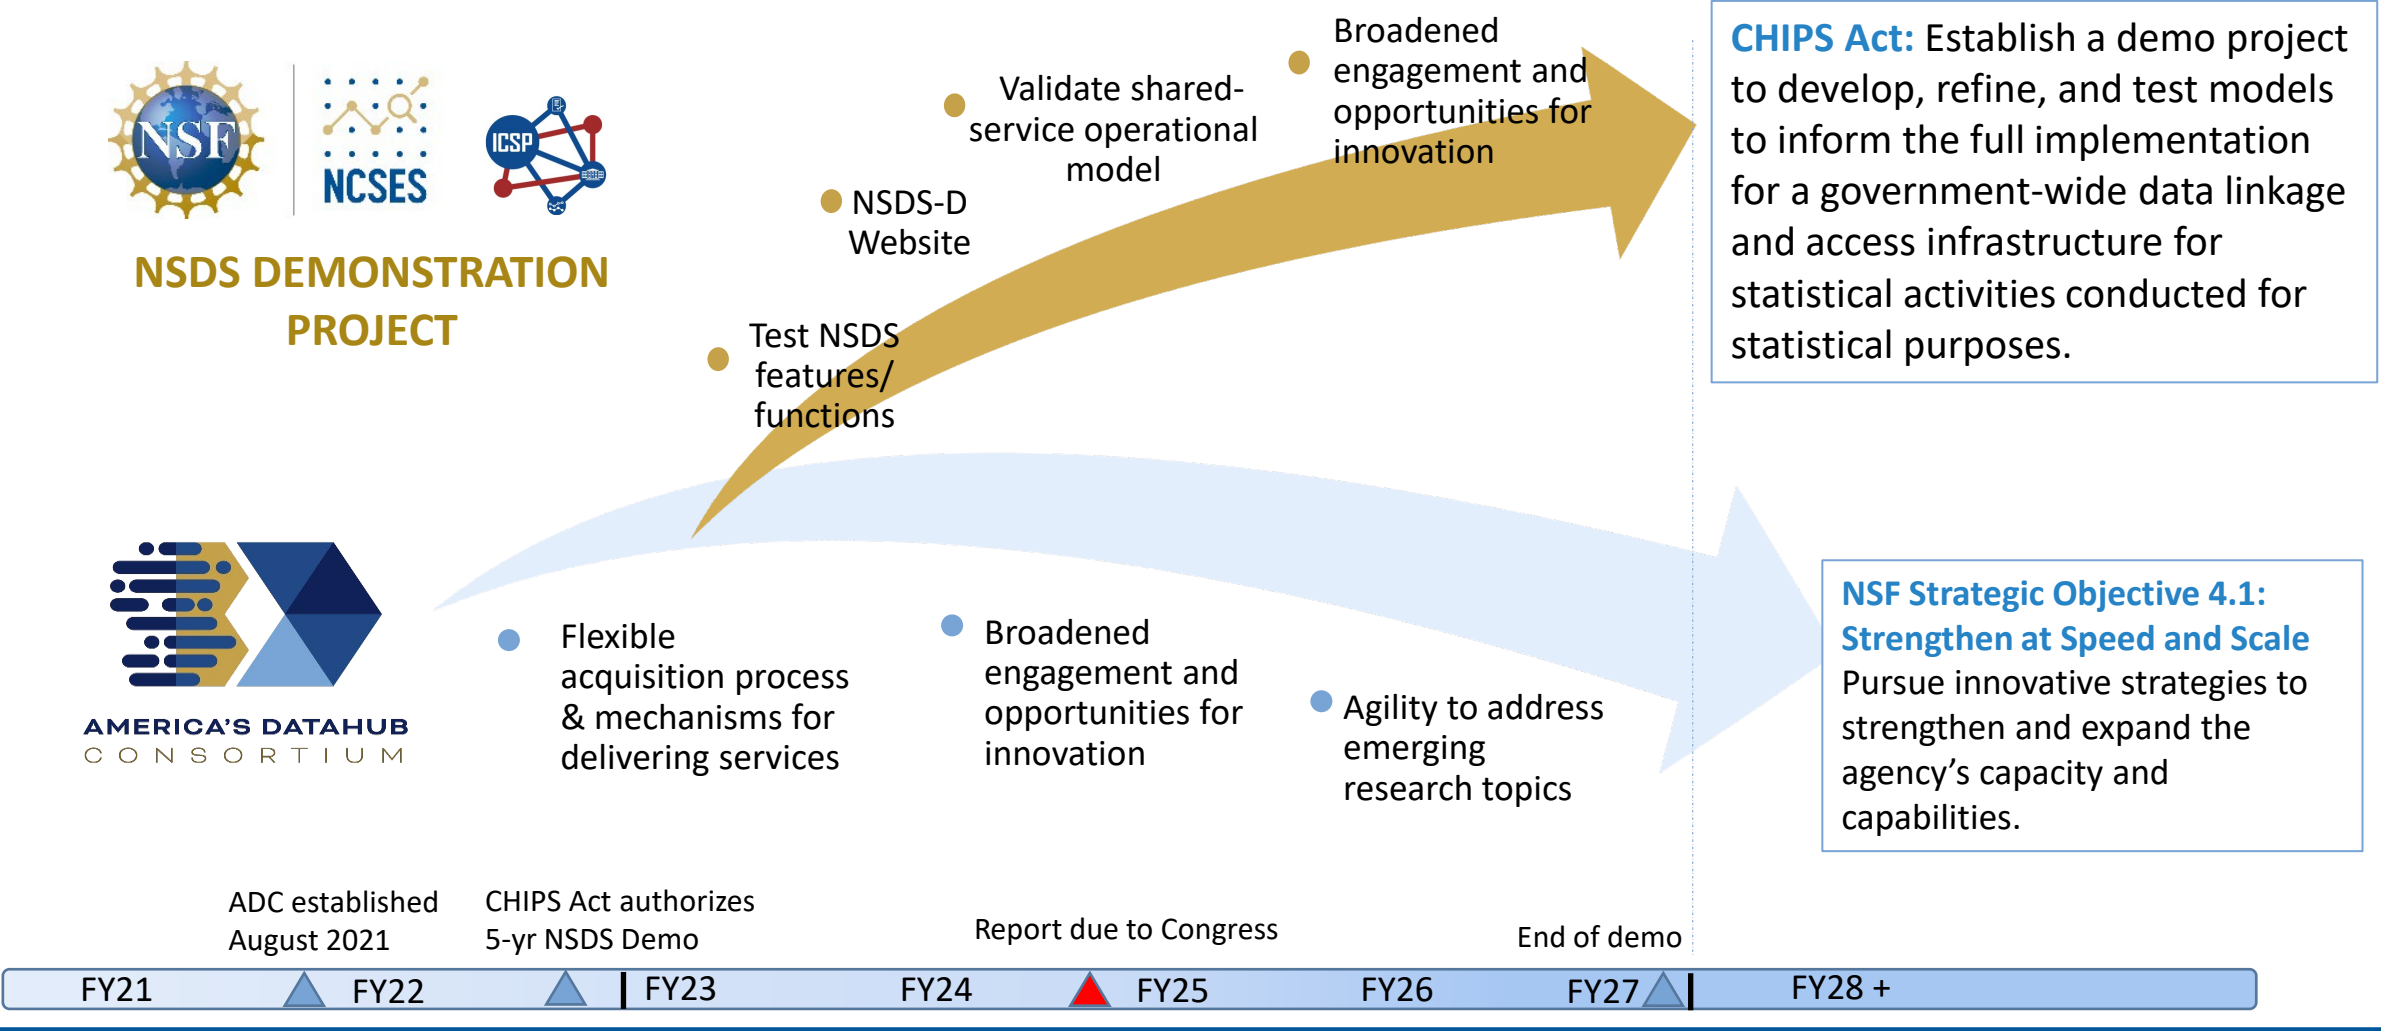 NSF
NCSES
ICSP
NSDS DEMONSTRATION
PROJECT
Test NSDS
features/
functions
NSDS-D
Website
Validate shared-
service operational
model
Broadened
engagement and
opportunities for
innovation
CHIPS Act: Establish a demo project
to develop, refine, and test models
to inform the full implementation
for a government-wide data linkage
and access infrastructure for
statistical activities conducted for
statistical purposes.
AMERICA'S DATAHUB
CONSORTIUM
Flexible
acquisition process
& mechanisms for
delivering services
Broadened
engagement and
opportunities for
innovation
Agility to address
emerging
research topics
NSF Strategic Objective 4.1:
Strengthen at Speed and Scale
Pursue innovative strategies to
strengthen and expand the
agency’s capacity and
capabilities.
ADC established
August 2021
CHIPS Act authorizes
5-yr NSDS Demo
Report due to Congress
End of demo
FY21 FY22 FY23 FY24 FY25 FY26 FY27 FY28 +